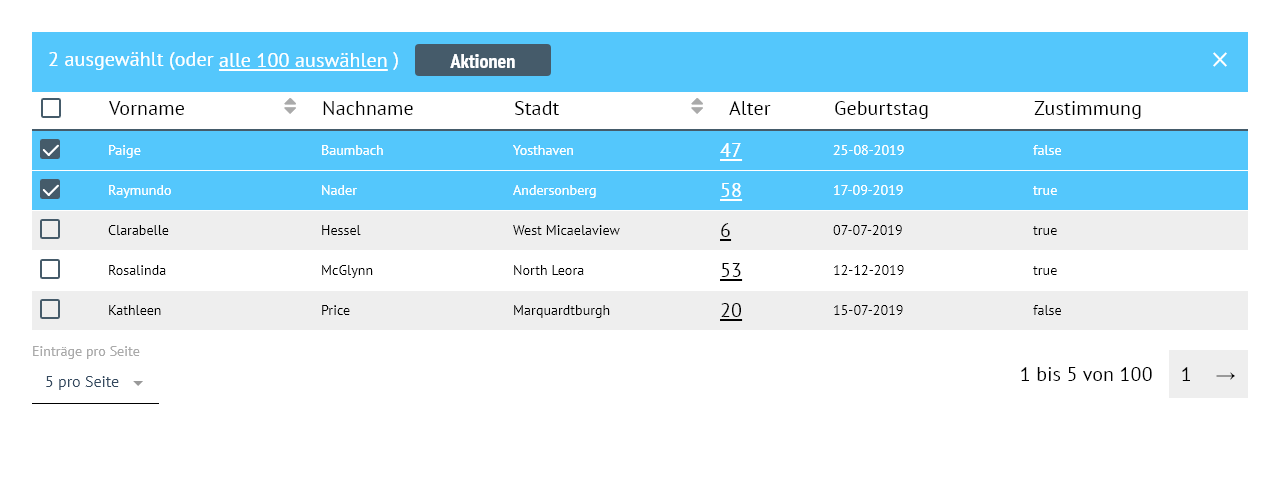 2 ausgewählt (oder alle 100 auswählen ) Aktionen
Vorname Nachname Stadt Alter Geburtstag Zustimmung
Paige Baumbach Yosthaven 47 25-08-2019 false
Raymundo Nader Andersonberg 58 17-09-2019 true
Clarabelle Hessel West Micaelaview 6 07-07-2019 true
Rosalinda McGlynn North Leora 53 12-12-2019 true
Kathleen Price Marquardtburgh 20 15-07-2019 false
Einträge pro Seite
5 pro Seite
1 bis 5 von 100 1 →